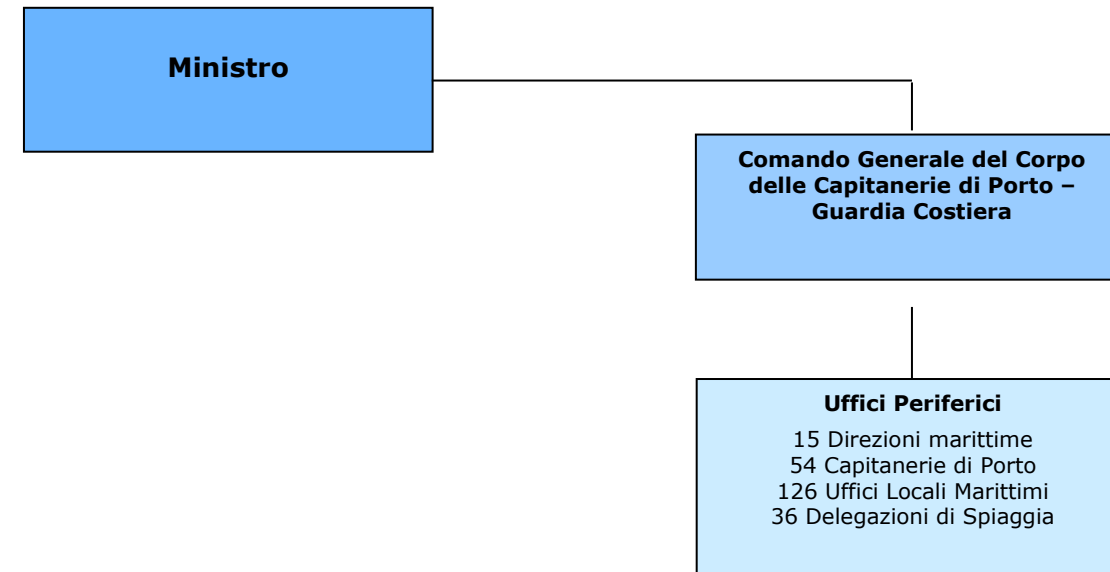 Ministro
Comando Generale del Corpo
delle Capitanerie di Porto –
Guardia Costiera
Uffici Periferici
15 Direzioni marittime
54 Capitanerie di Porto
126 Uffici Locali Marittimi
36 Delegazioni di Spiaggia